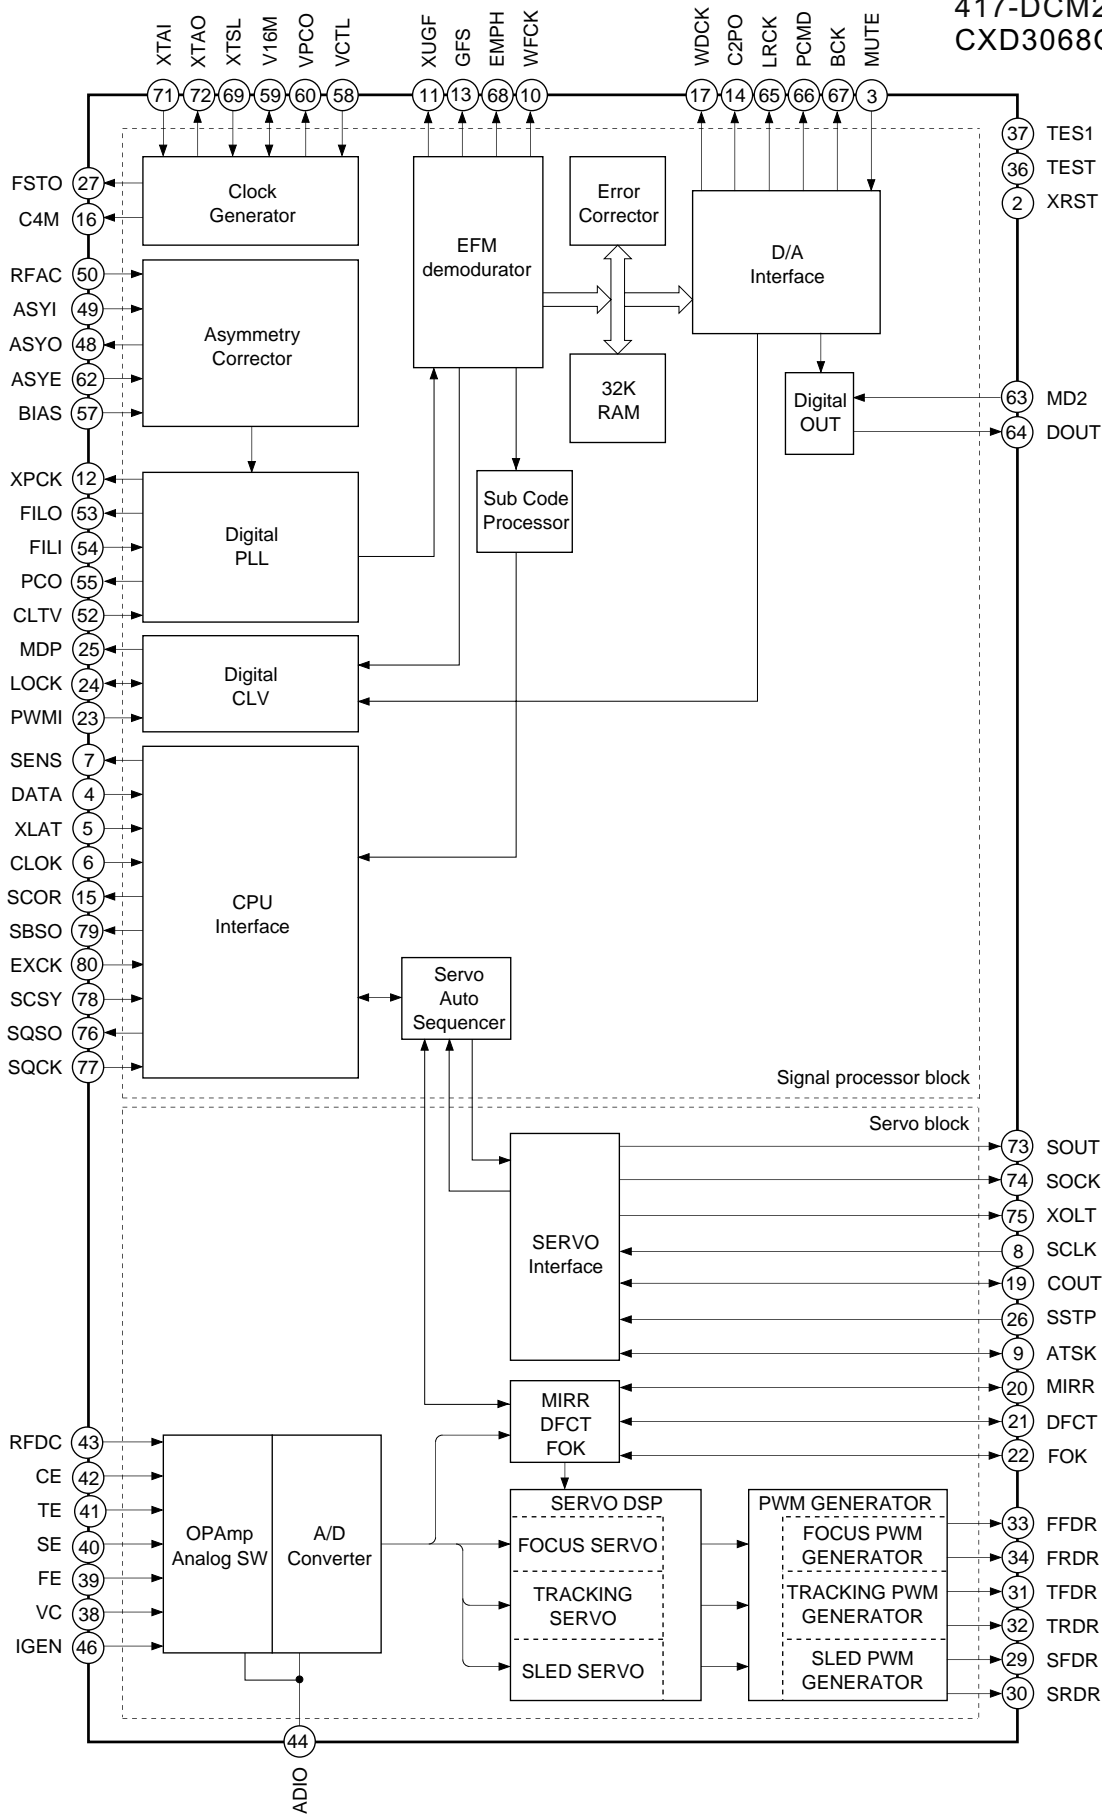 417-DCM2
CXD3068
XTAI
XTAO
XTSL
V16M
VPCO
VCTL
XUGF
GFS
EMPH
WFCK
WDCK
C2PO
LRCK
PCMD
BCK
MUTE
71
72
69
59
60
58
11
13
68
10
17
14
65
66
67
3
37 TES1
36 TEST
2 XRST
FSTO 27
C4M 16
Clock
Generator
EFM
demodurator
Error
Corrector
D/A
Interface
RFAC 50
ASYI 49
ASYO 48
ASYE 62
BIAS 57
Asymmetry
Corrector
32K
RAM
Digital
OUT
63 MD2
64 DOUT
XPCK 12
FILO 53
FILI 54
PCO 55
CLTV 52
Digital
PLL
Sub Code
Processor
MDP 25
LOCK 24
PWMI 23
Digital
CLV
SENS 7
DATA 4
XLAT 5
CLOK 6
SCOR 15
SBSO 79
EXCK 80
SCSY 78
SQSO 76
SQCK 77
CPU
Interface
Servo
Auto
Sequencer
Signal processor block
Servo block
SERVO
Interface
73 SOUT
74 SOCK
75 XOLT
8 SCLK
19 COUT
26 SSTP
9 ATSK
MIRR
DFCT
FOK
20 MIRR
21 DFCT
22 FOK
RFDC 43
CE 42
TE 41
SE 40
FE 39
VC 38
IGEN 46
OPAmp
Analog SW
A/D
Converter
SERVO DSP
FOCUS SERVO
TRACKING
SERVO
SLED SERVO
PWM GENERATOR
FOCUS PWM
GENERATOR
TRACKING PWM
GENERATOR
SLED PWM
GENERATOR
33 FFDR
34 FRDR
31 TFDR
32 TRDR
29 SFDR
30 SRDR
44
ADIO